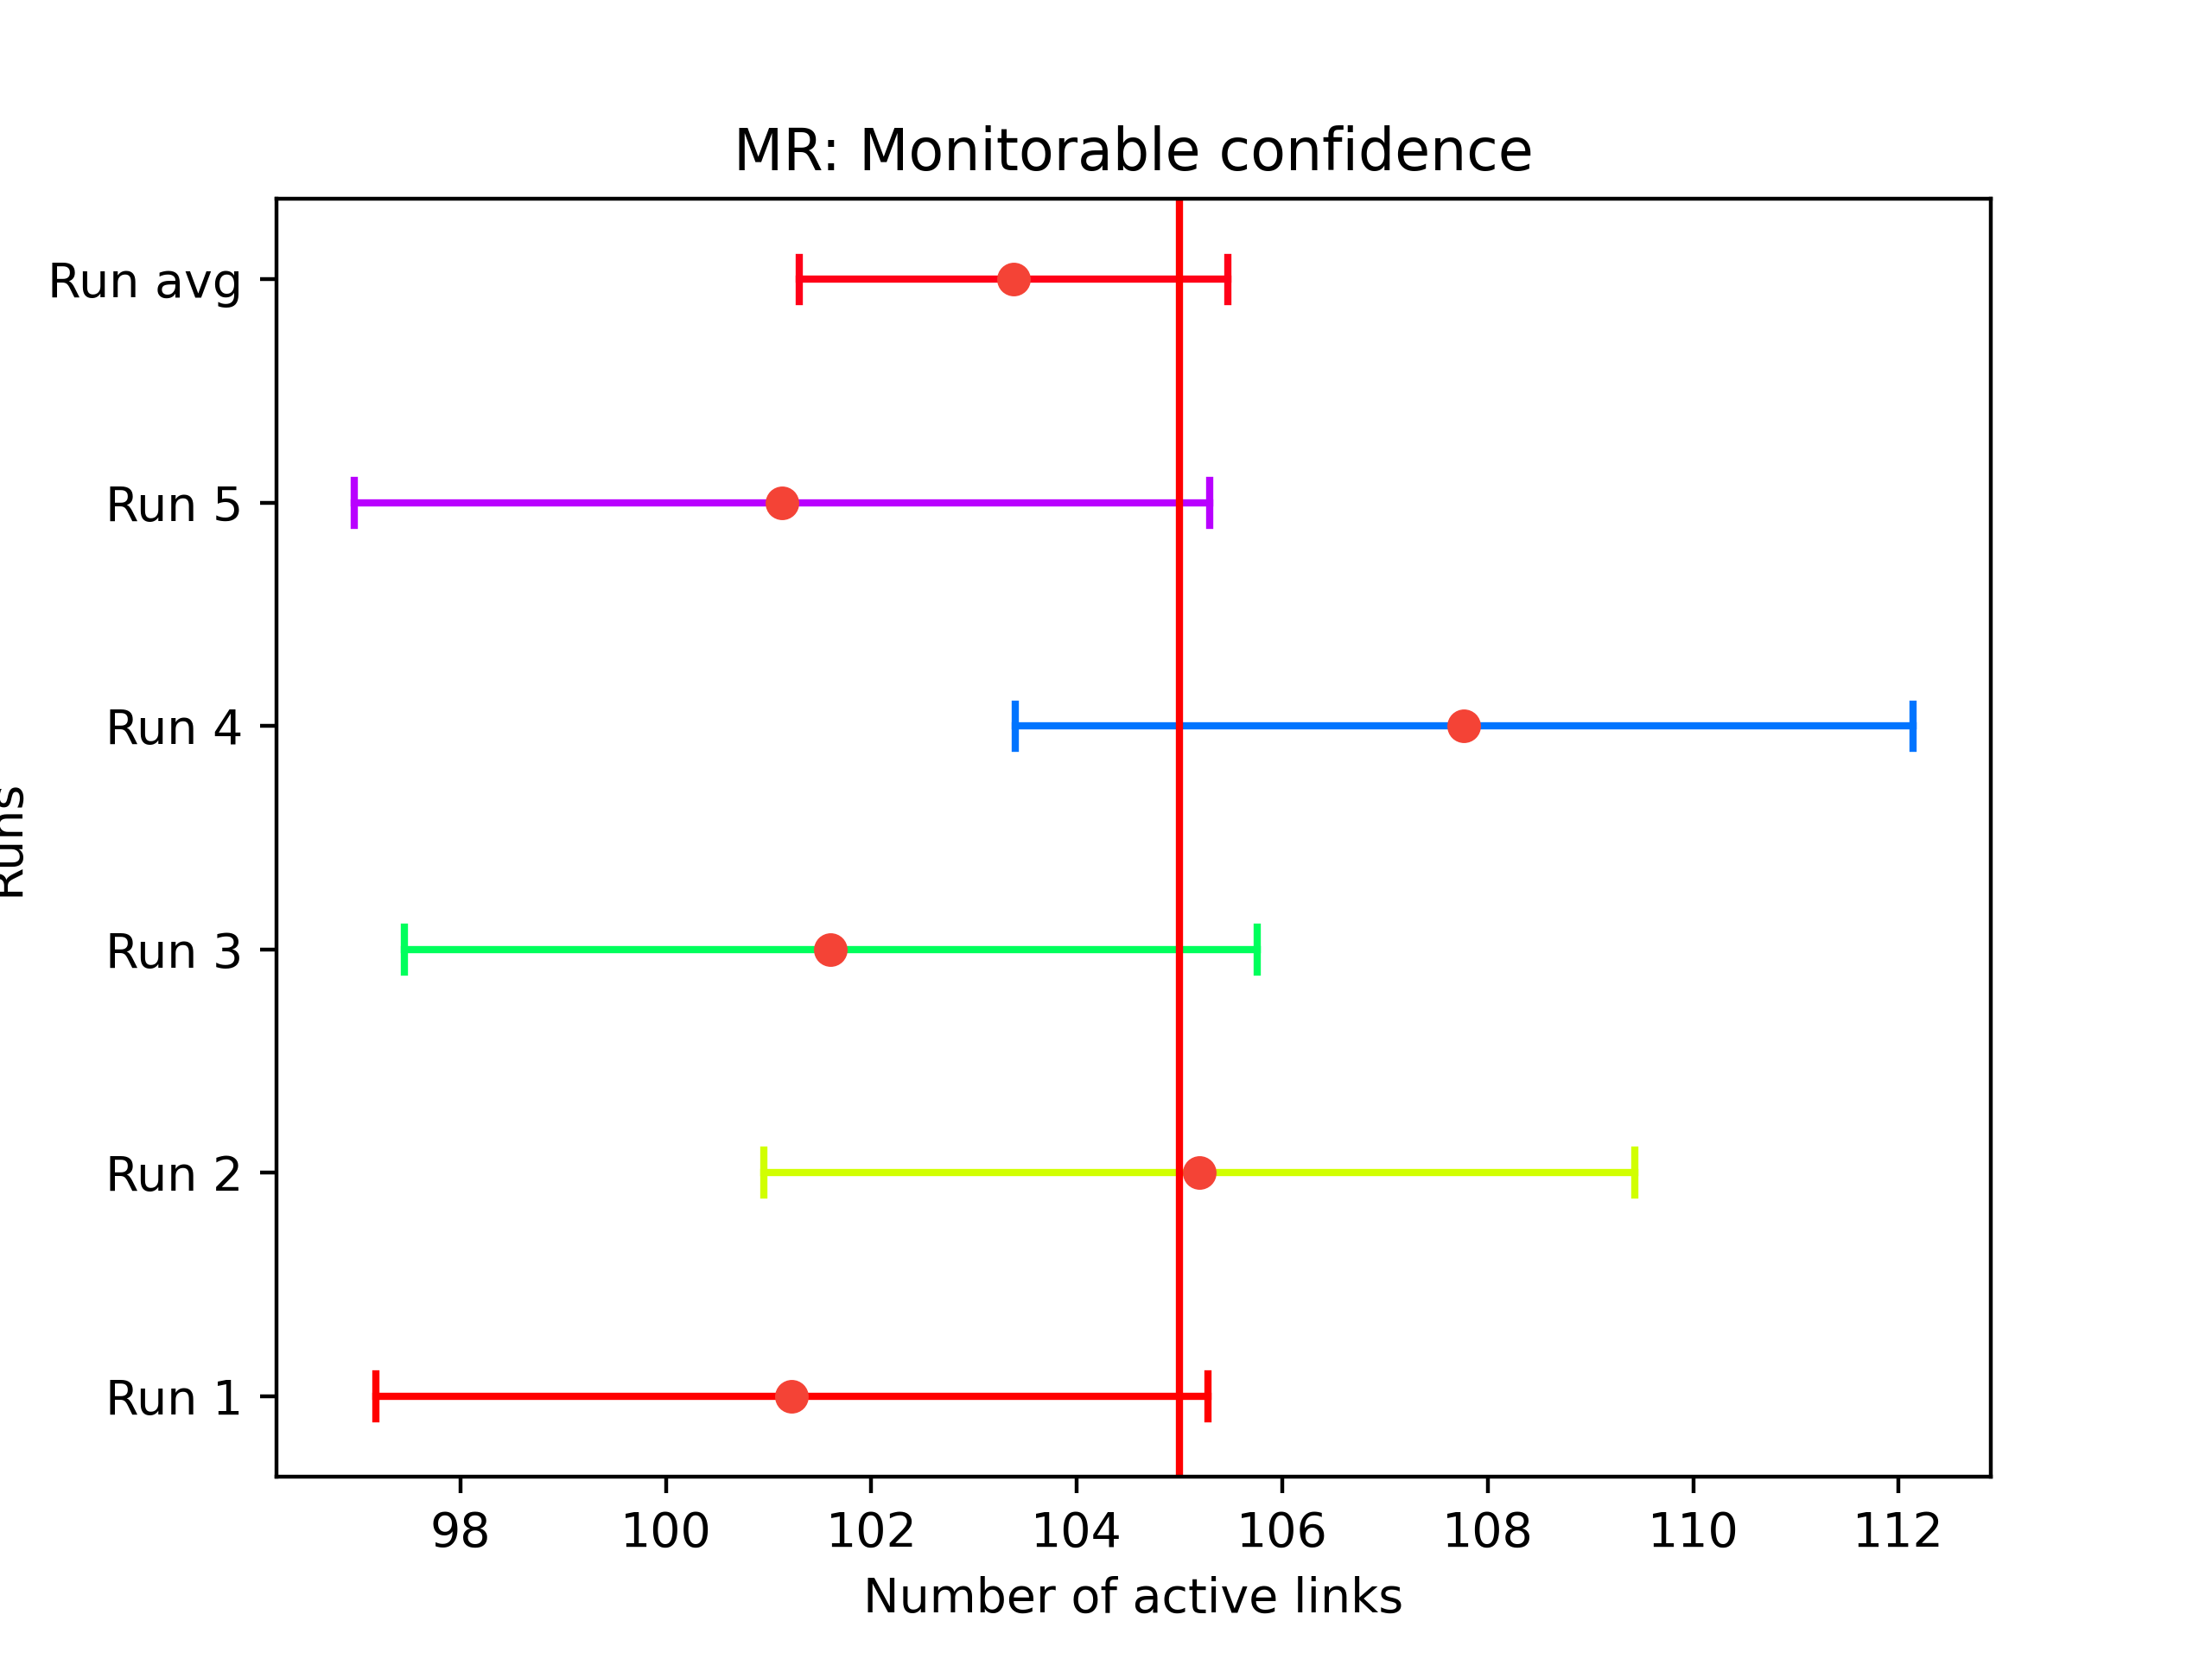 MR: Monitorable confidence
Run avg
Run 5
Run 4
Run 3
Run 2
Run 1
Runs
98 100 102 104 106 108 110 112
Number of active links